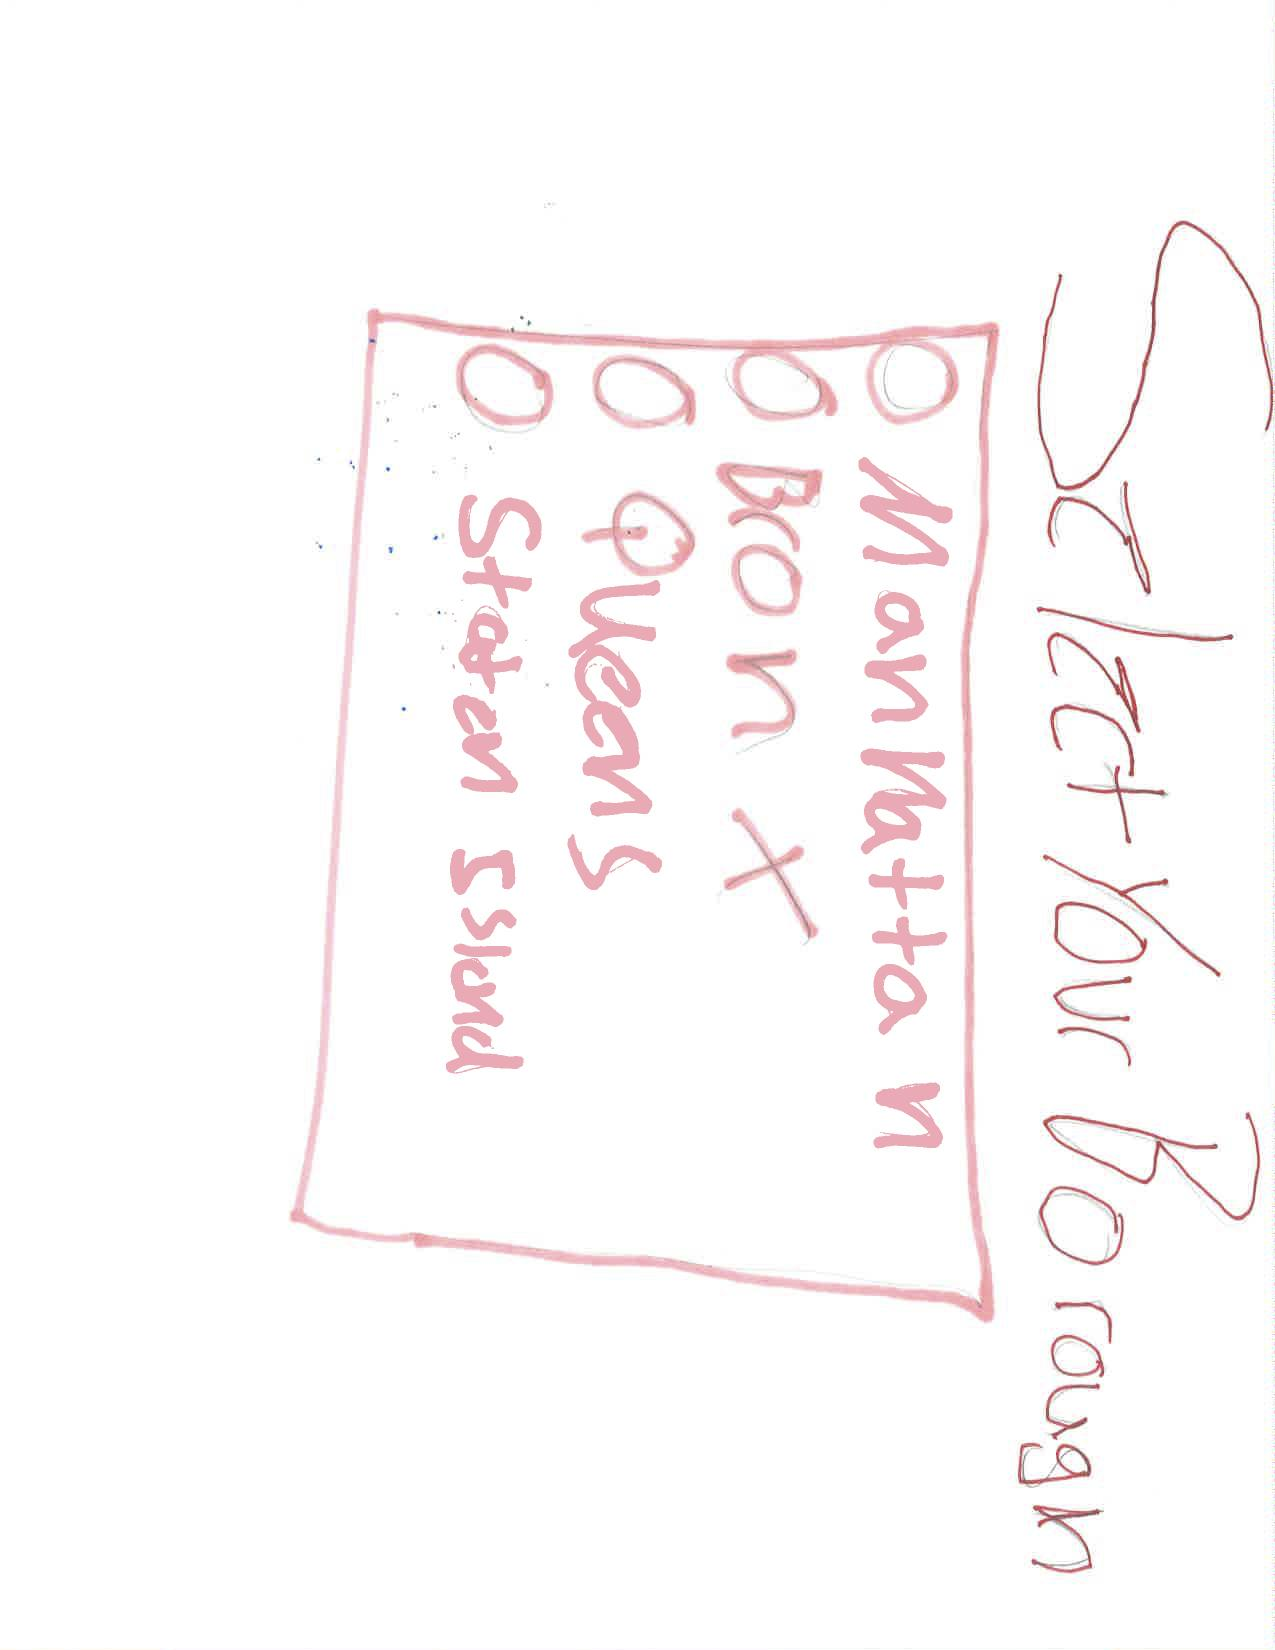 Select Your Borough
Manhattan
Bronx
Queens
Staten Island